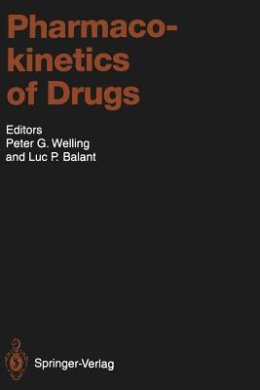 Pharmaco-
kinetics
of Drugs
Editors
Peter G. Welling
and Luc P. Balant
Springer-Verlag